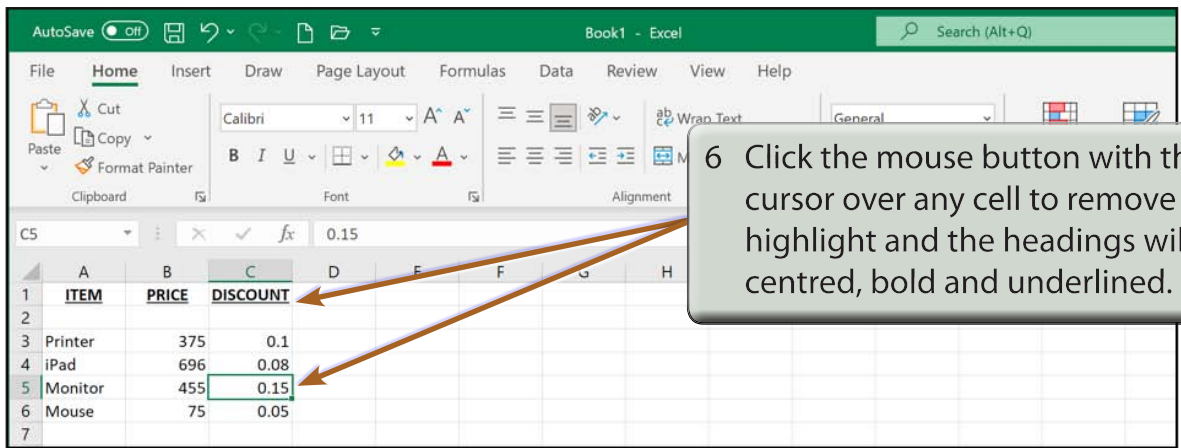 AutoSave Off Book1 - Excel Search (Alt+Q)
File Home Insert Draw Page Layout Formulas Data Review View Help
Cut
Copy
Paste
Format Painter
Clipboard
Calibri 11 A^ Aˇ
B I U A
Font
ab Wrap Text
c
M
Alignment
General
6 Click the mouse button with th
cursor over any cell to remove
highlight and the headings wil
centred, bold and underlined.
C5 fx 0.15
A B C D E F G H
1 ITEM PRICE DISCOUNT
2
3 Printer 375 0.1
4 iPad 696 0.08
5 Monitor 455 0.15
6 Mouse 75 0.05
7